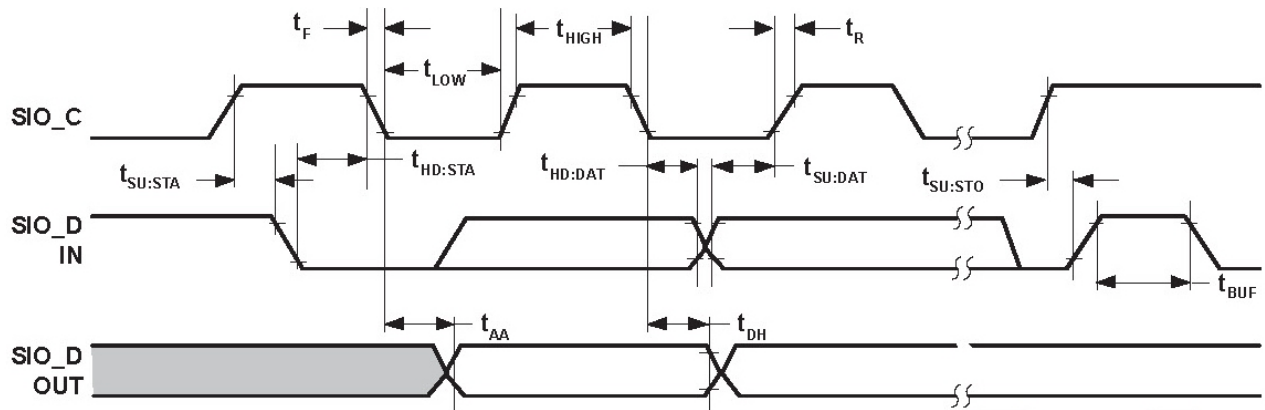 tF
tHIGH
tR
tLOW
SIO_C
tSU:STA
tHD:STA
tHD:DAT
tSU:DAT
tSU:STO
SIO_D
IN
tBUF
tAA
tDH
SIO_D
OUT